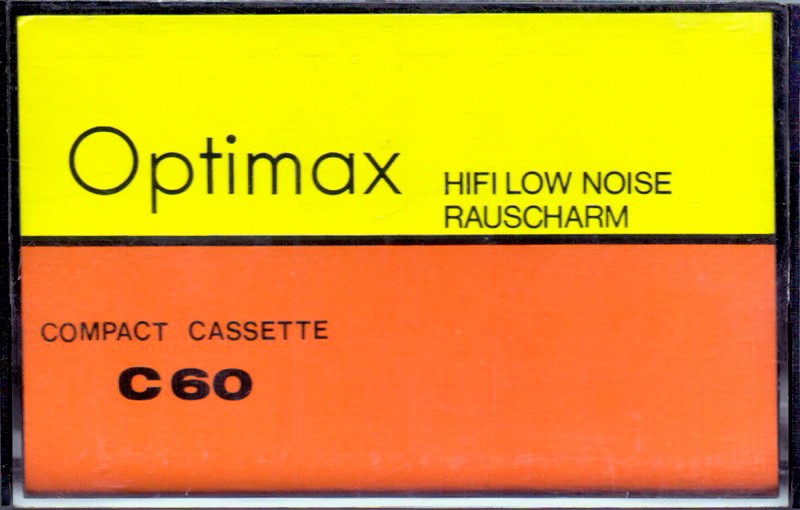 Optimax
HIFI LOW NOISE
RAUSCHARM
COMPACT CASSETTE
C60